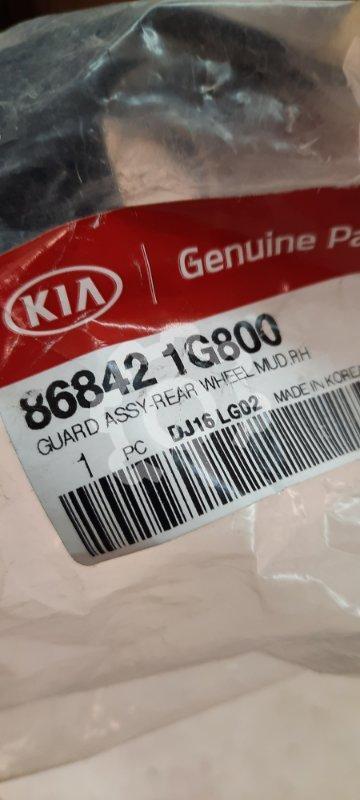 KIA
Genuine Pa
86842 1G800
GUARD ASSY-REAR WHEEL MUD,RH
1 PC DJ16 LG02 MADE IN KOREA